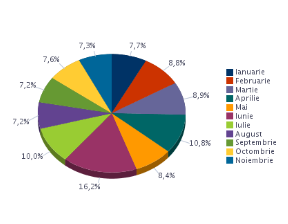 7,3%
7,7%
7,6%
8,8%
7,2%
8,9%
7,2%
10,8%
10,0%
8,4%
16,2%
Ianuarie
Februarie
Martie
Aprilie
Mai
Iunie
Iulie
August
Septembrie
Octombrie
Noiembrie